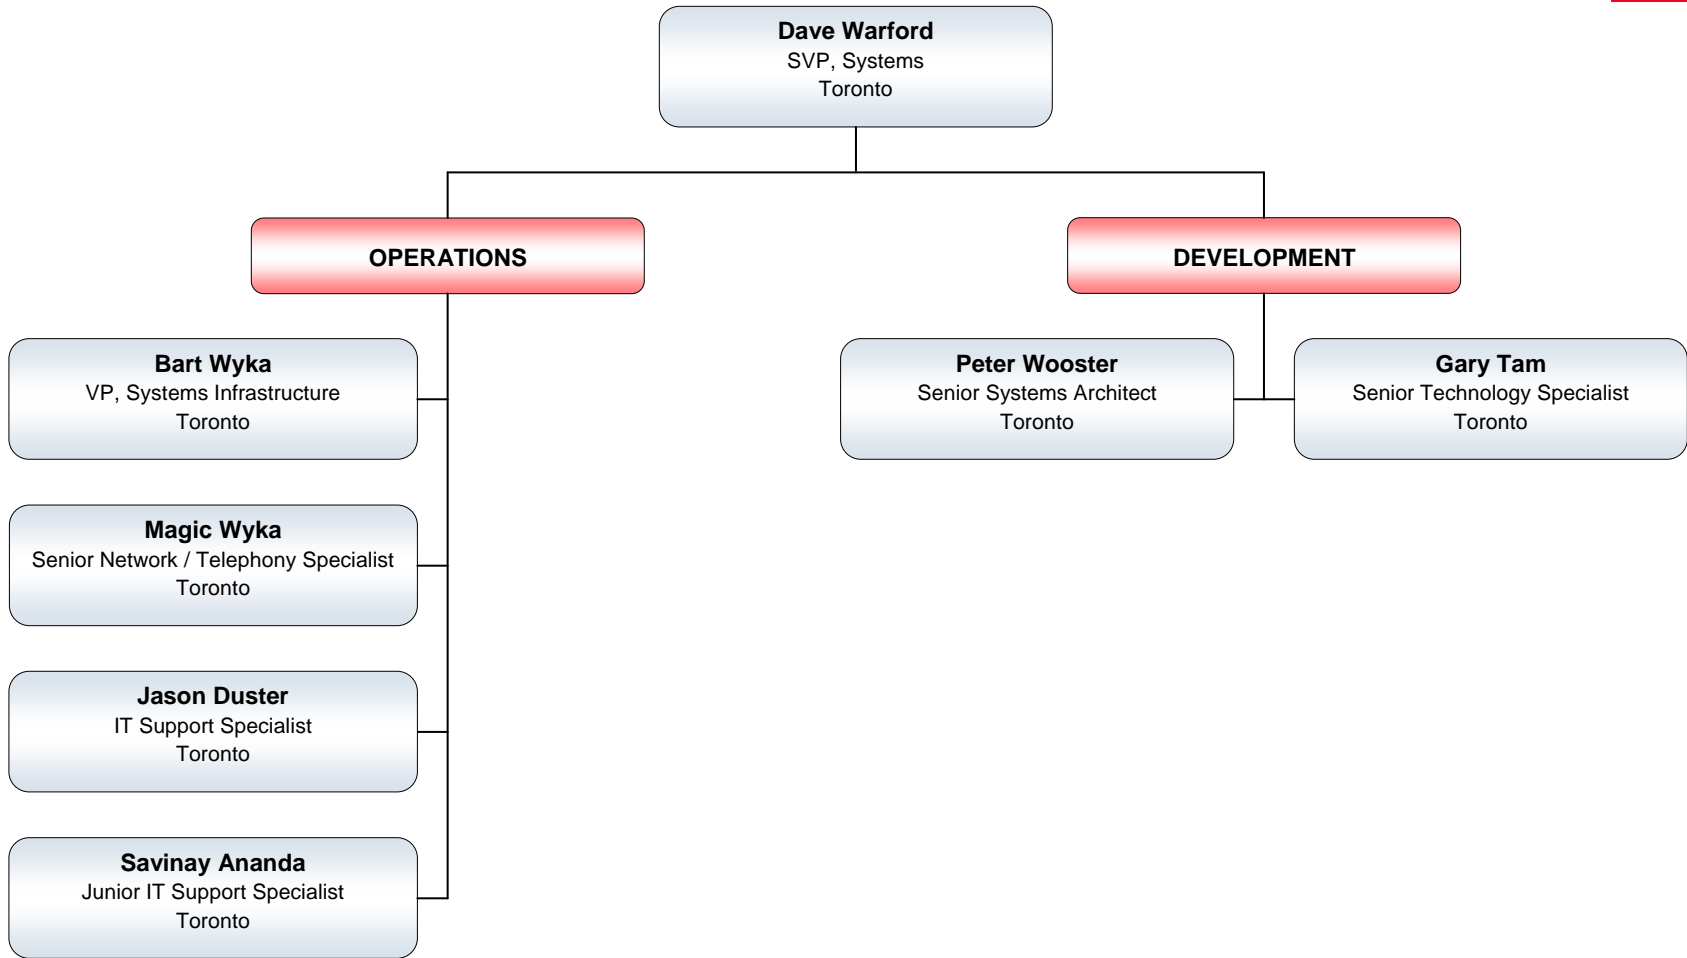 Dave Warford
SVP, Systems
Toronto
OPERATIONS
DEVELOPMENT
Bart Wyka
VP, Systems Infrastructure
Toronto
Peter Wooster
Senior Systems Architect
Toronto
Gary Tam
Senior Technology Specialist
Toronto
Magic Wyka
Senior Network / Telephony Specialist
Toronto
Jason Duster
IT Support Specialist
Toronto
Savinay Ananda
Junior IT Support Specialist
Toronto